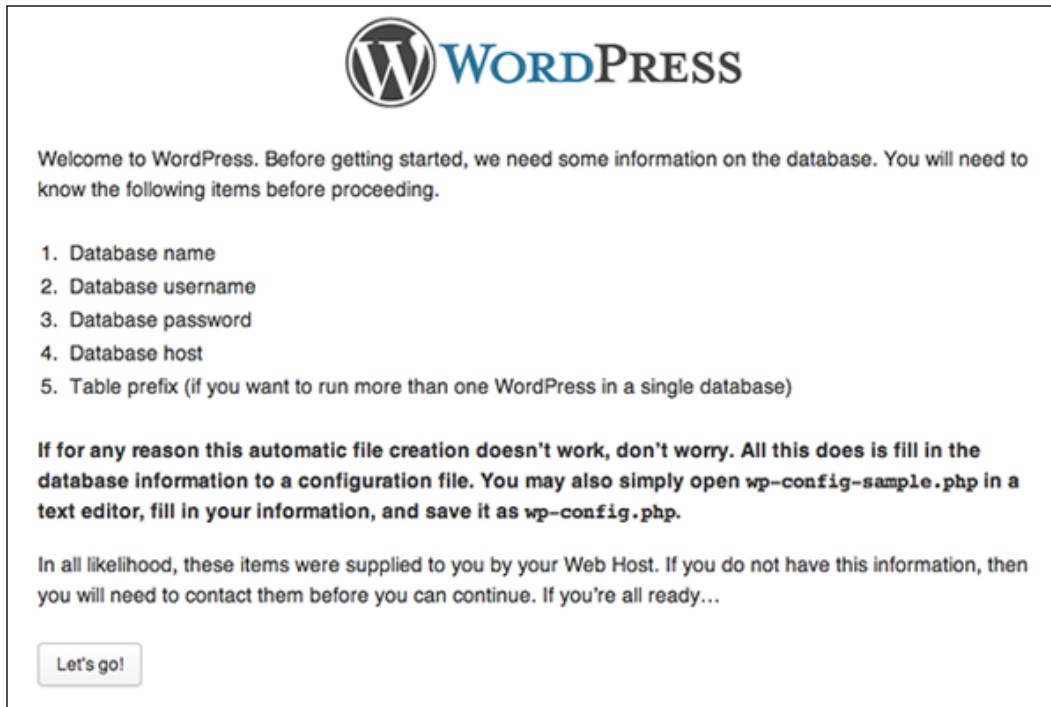 WORDPRESS
Welcome to WordPress. Before getting started, we need some information on the database. You will need to
know the following items before proceeding.
1. Database name
2. Database username
3. Database password
4. Database host
5. Table prefix (if you want to run more than one WordPress in a single database)
If for any reason this automatic file creation doesn't work, don't worry. All this does is fill in the
database information to a configuration file. You may also simply open wp-config-sample.php in a
text editor, fill in your information, and save it as wp-config.php.
In all likelihood, these items were supplied to you by your Web Host. If you do not have this information, then
you will need to contact them before you can continue. If you're all ready…
Let's go!